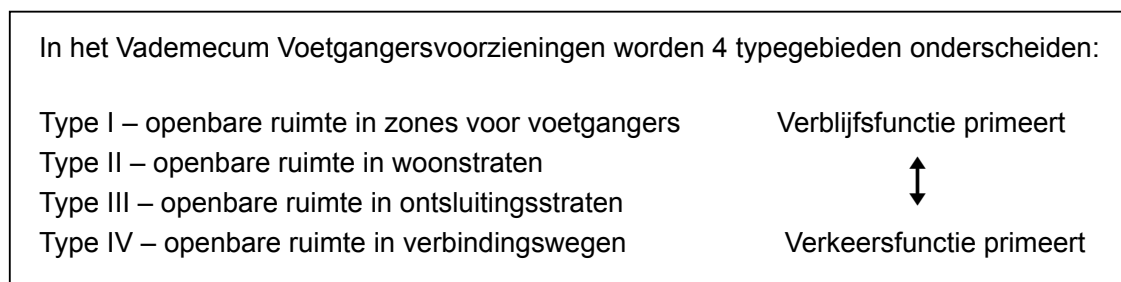 In het Vademecum Voetgangersvoorzieningen worden 4 typegebieden onderscheiden:
Type I – openbare ruimte in zones voor voetgangers Verblijfsfunctie primeert
Type II – openbare ruimte in woonstraten
Type III – openbare ruimte in ontsluitingsstraten
Type IV – openbare ruimte in verbindingswegen Verkeersfunctie primeert